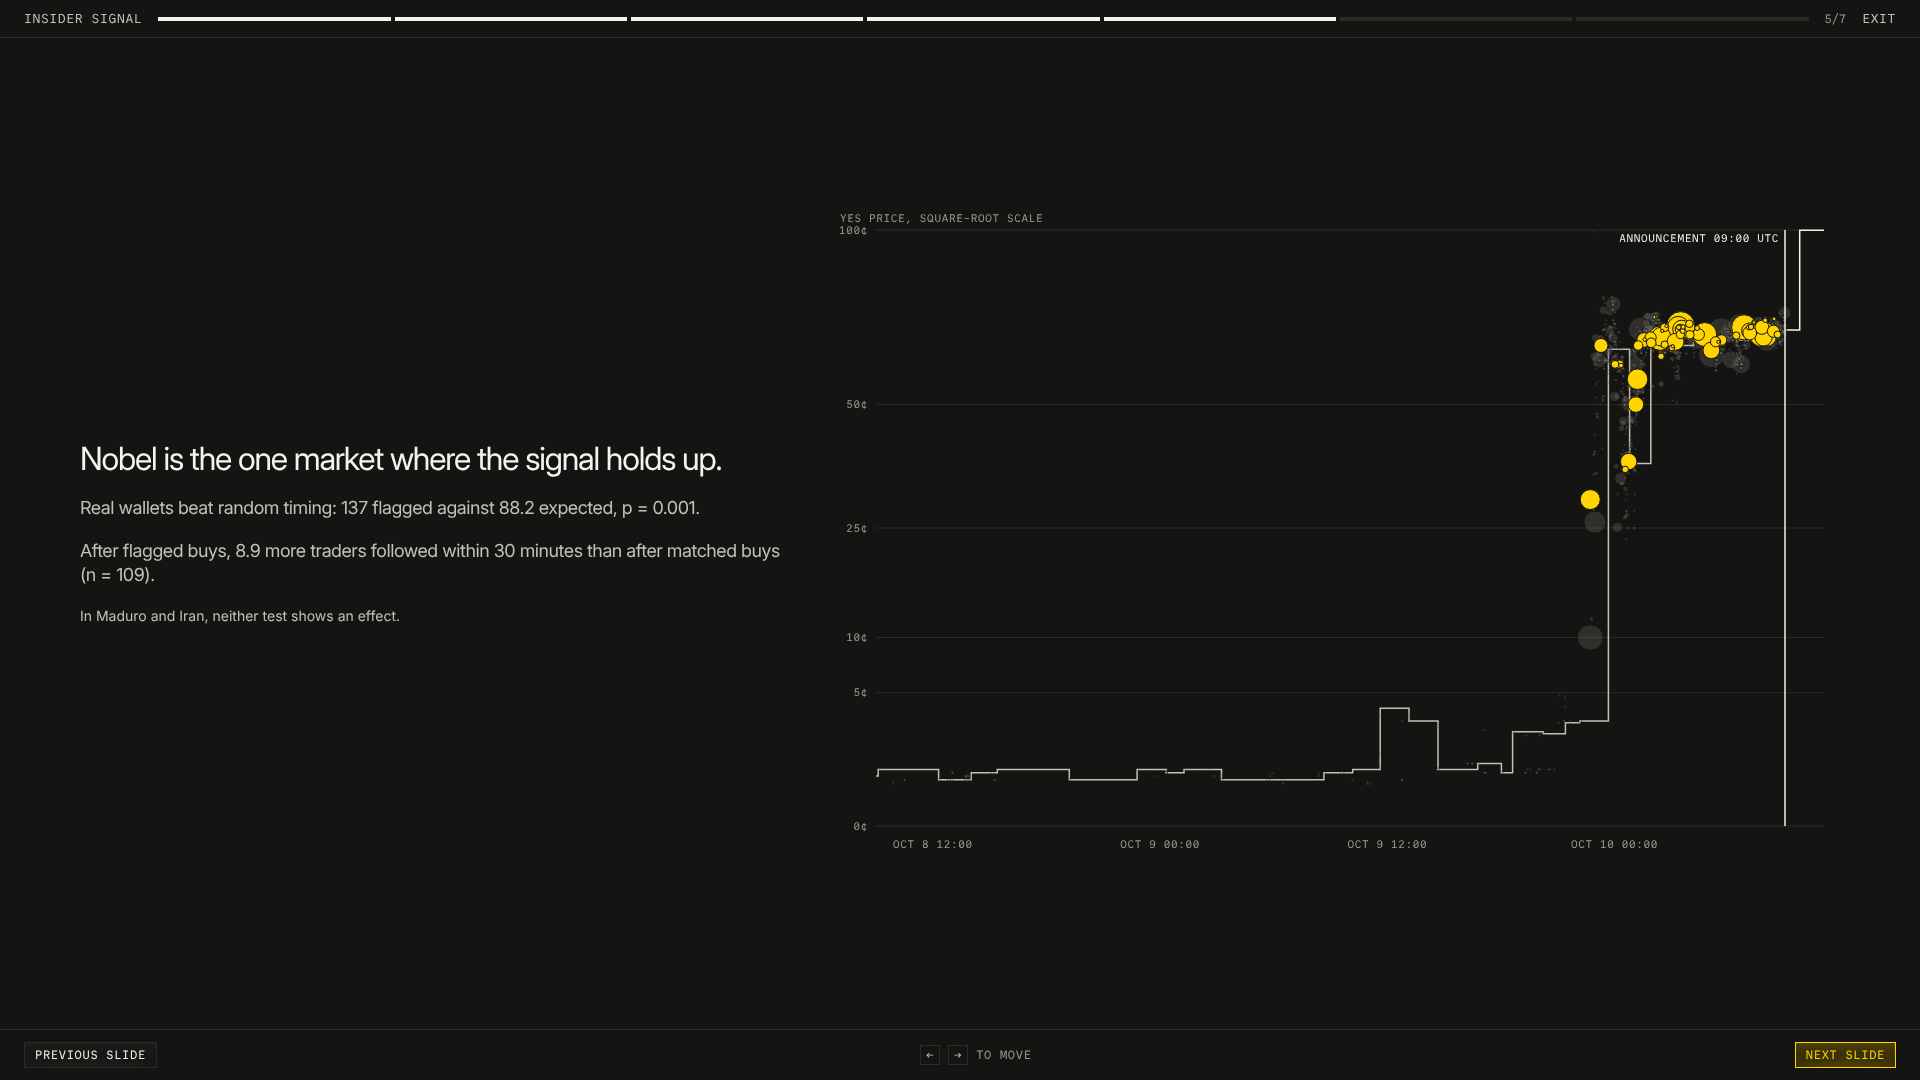 INSIDER SIGNAL
5/7 EXIT
YES PRICE, SQUARE-ROOT SCALE
100¢
ANNOUNCEMENT 09:00 UTC
50¢
Nobel is the one market where the signal holds up.
Real wallets beat random timing: 137 flagged against 88.2 expected, p = 0.001.
25¢
After flagged buys, 8.9 more traders followed within 30 minutes than after matched buys
(n = 109).
In Maduro and Iran, neither test shows an effect.
10¢
5¢
0¢
OCT 8 12:00
OCT 9 00:00
OCT 9 12:00
OCT 10 00:00
PREVIOUS SLIDE
← → TO MOVE
NEXT SLIDE